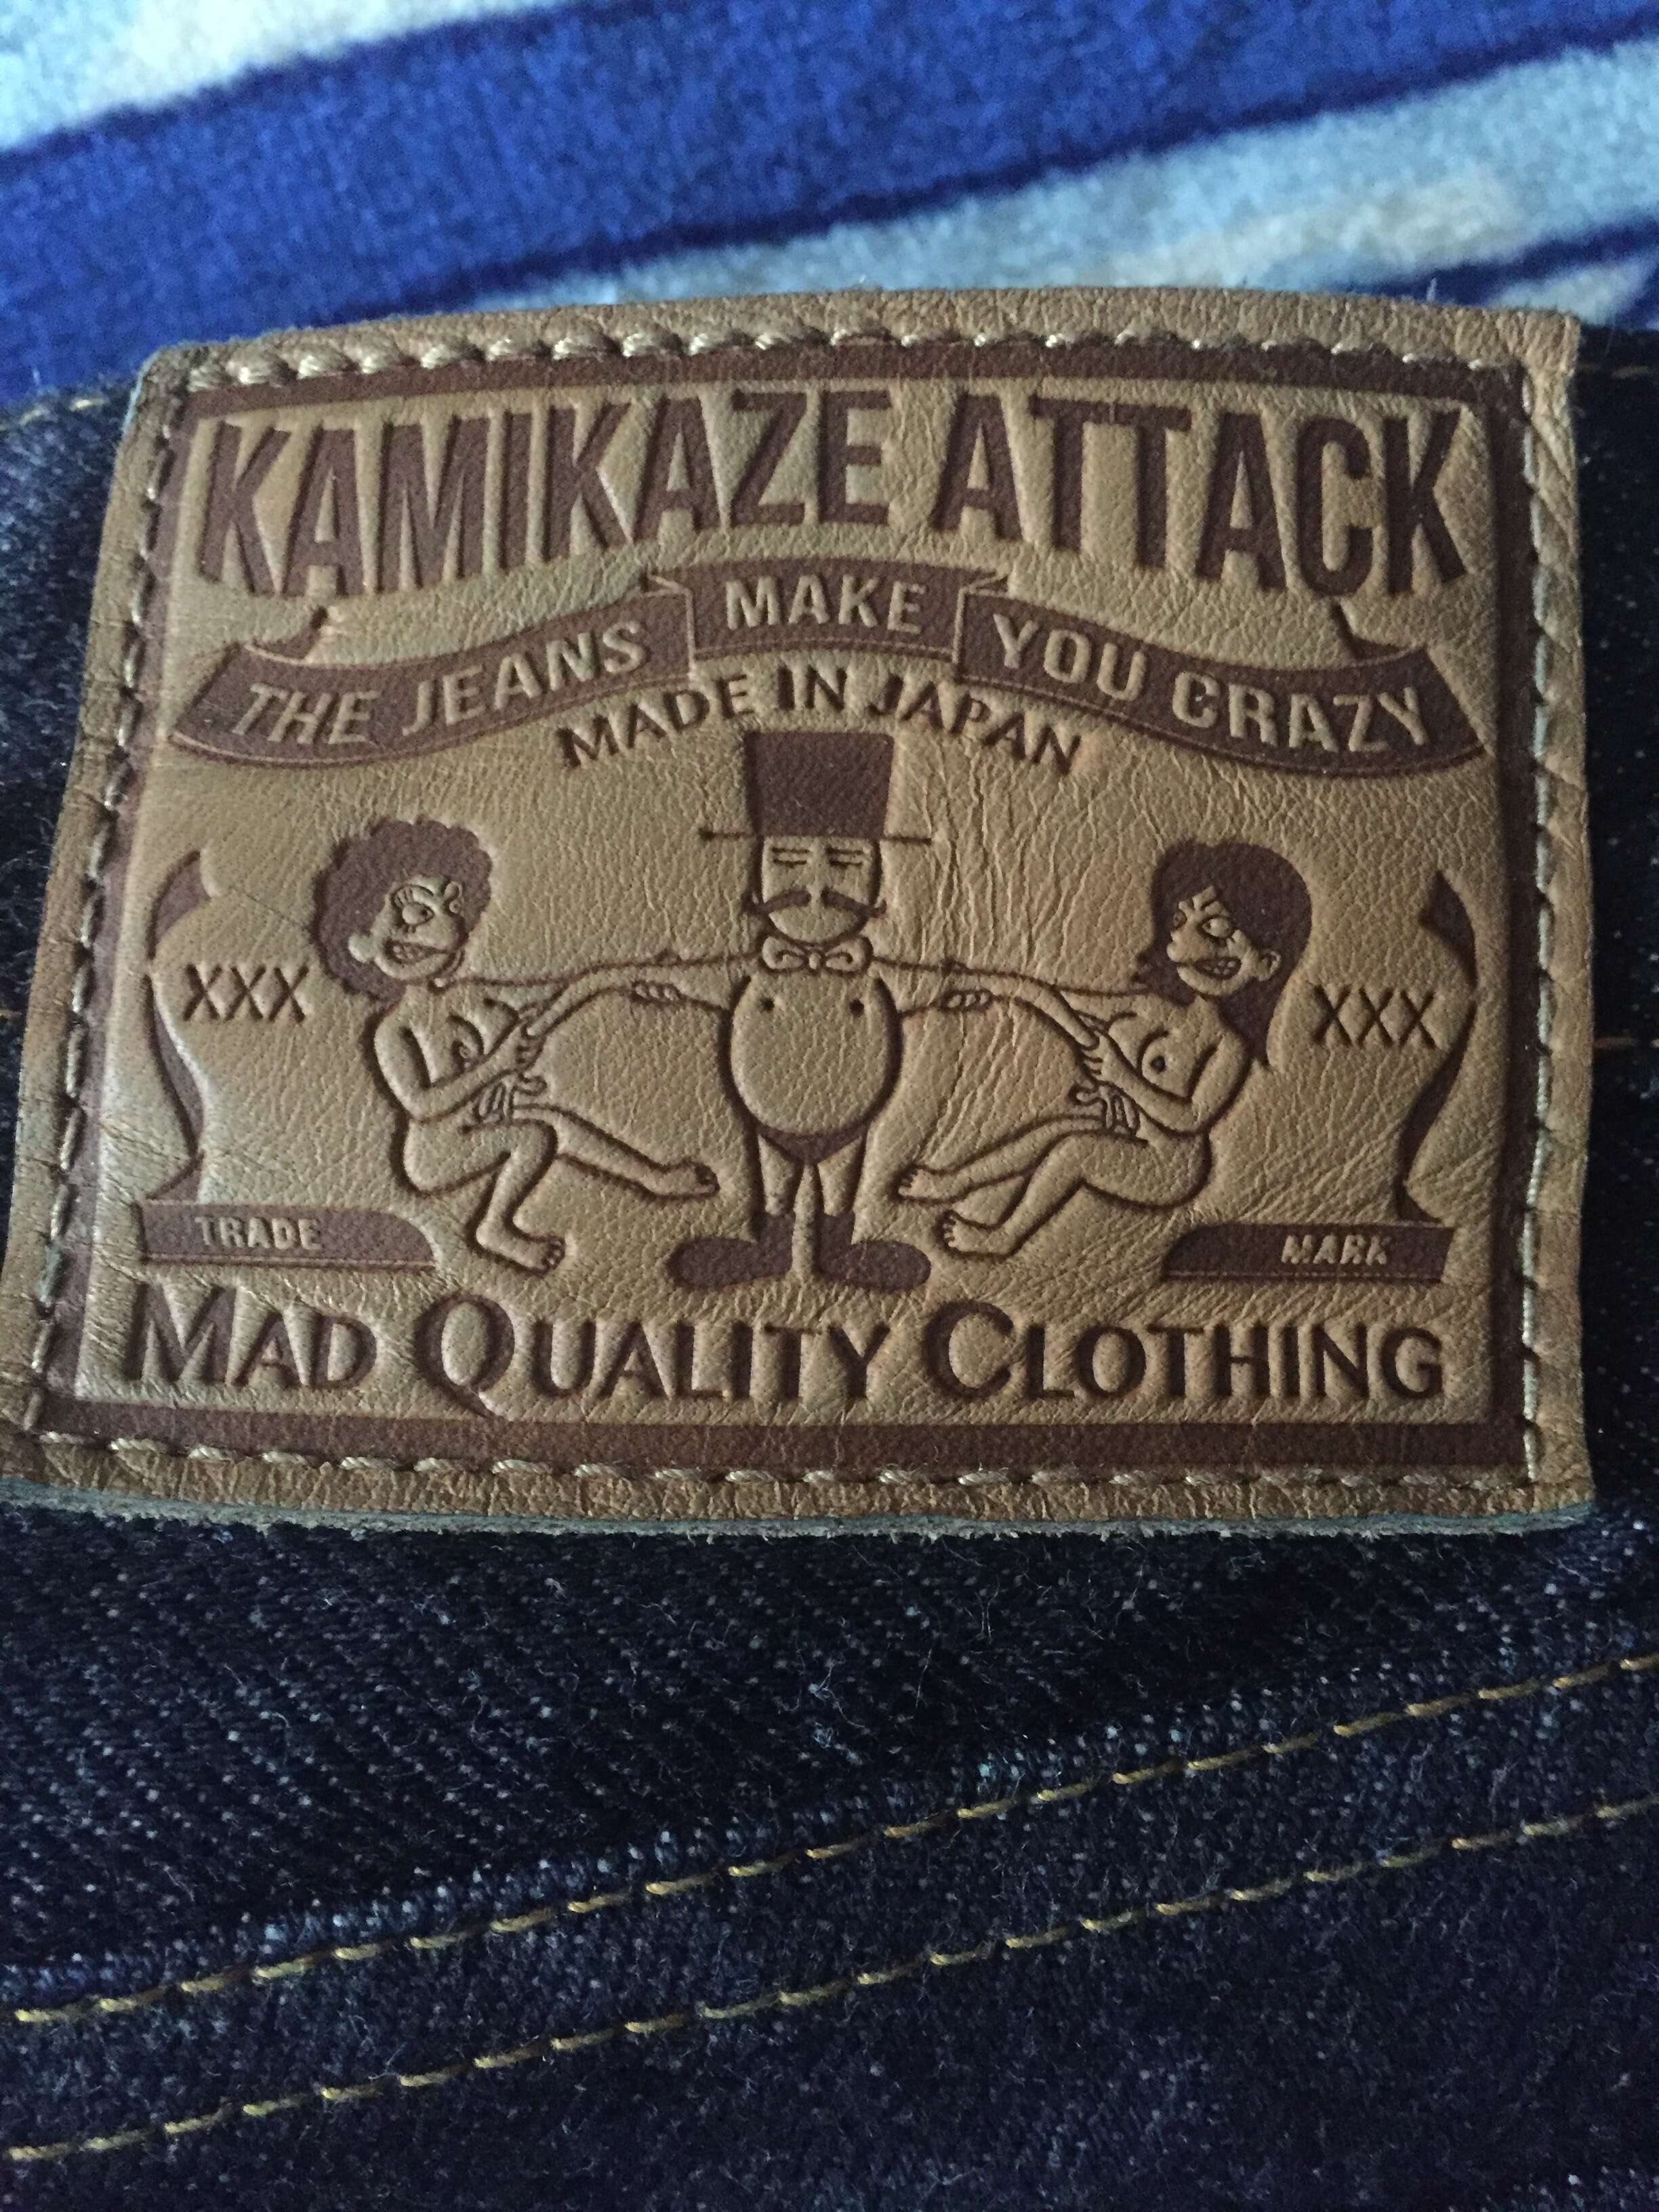 KAMIKAZE ATTACK
THE JEANS MAKE YOU CRAZY
MADE IN JAPAN
XXX XXX
TRADE MARK
MAD QUALITY CLOTHING